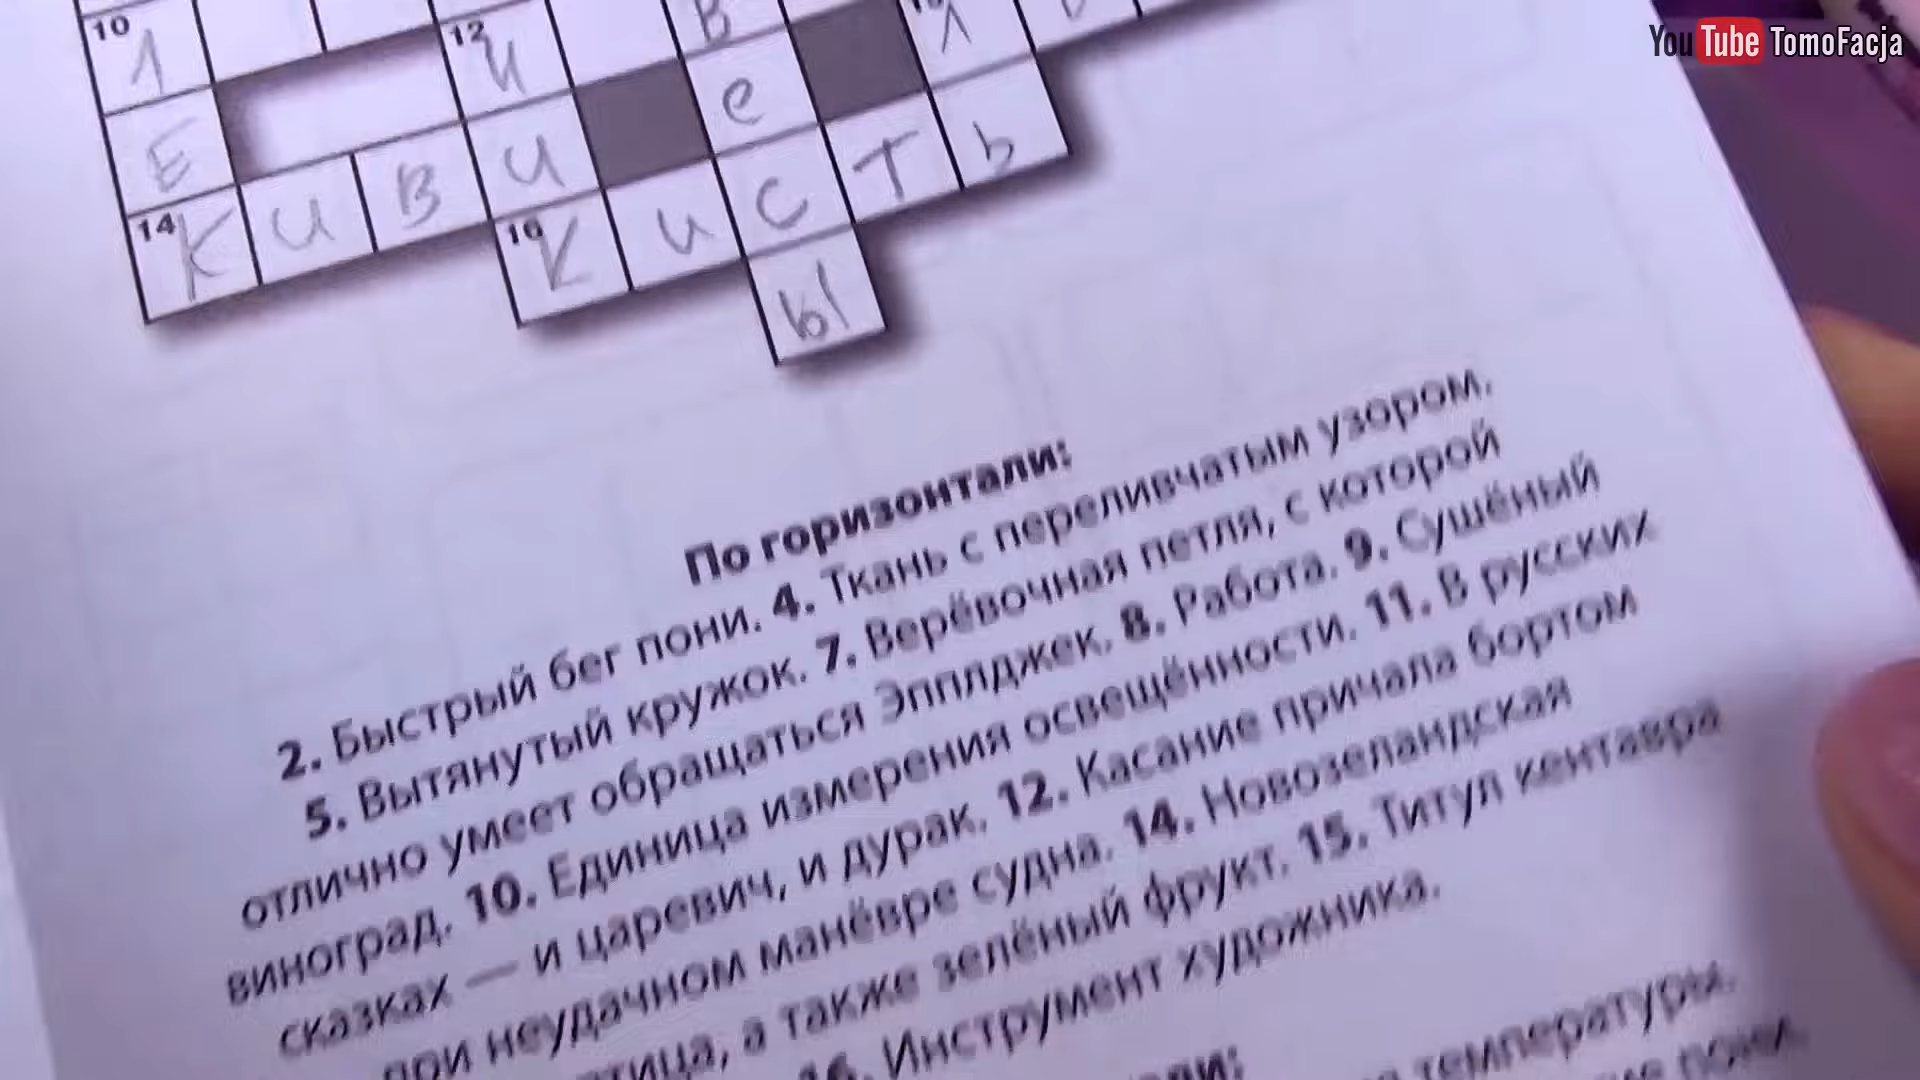 YouTube TomoFacja
10 Л 12 И В Л
Е е
14 К И В И С Т Ь
16 К И
Ы
По горизонтали:
2. Быстрый бег пони. 4. Ткань с переливчатым узором.
5. Вытянутый кружок. 7. Верёвочная петля, с которой
отлично умеет обращаться Эпплджек. 8. Работа. 9. Сушёный
виноград. 10. Единица измерения освещённости. 11. В русских
сказках — и царевич, и дурак. 12. Касание причала бортом
при неудачном манёвре судна. 14. Новозеландская
птица, а также зелёный фрукт. 15. Титул кентавра
16. Инструмент художника.
температуры.
пони.